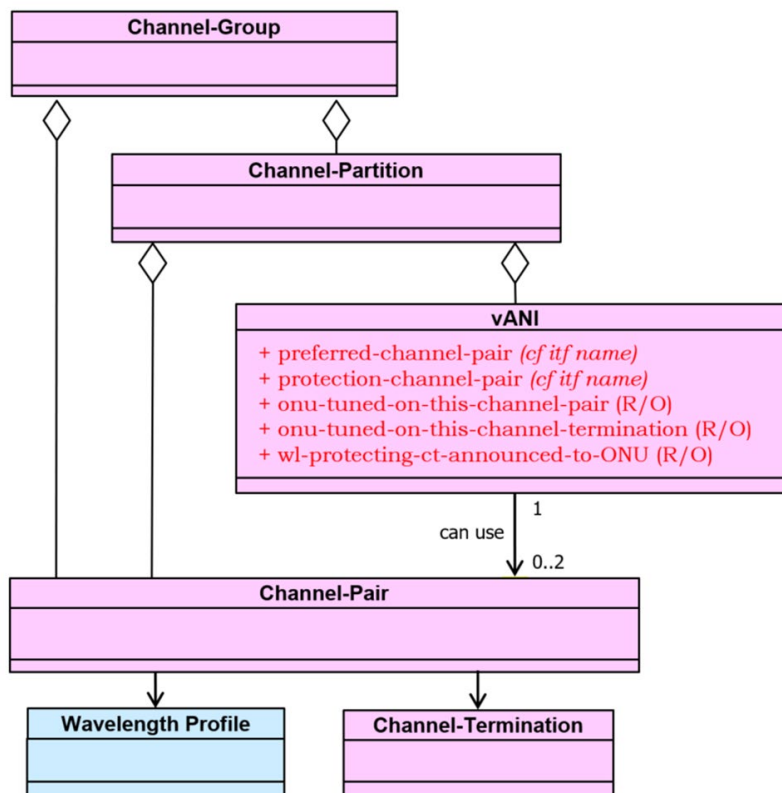 Channel-Group
Channel-Partition
vANI
+ preferred-channel-pair (cf itf name)
+ protection-channel-pair (cf itf name)
+ onu-tuned-on-this-channel-pair (R/O)
+ onu-tuned-on-this-channel-termination (R/O)
+ wl-protecting-ct-announced-to-ONU (R/O)
1
can use
0..2
Channel-Pair
Wavelength Profile
Channel-Termination